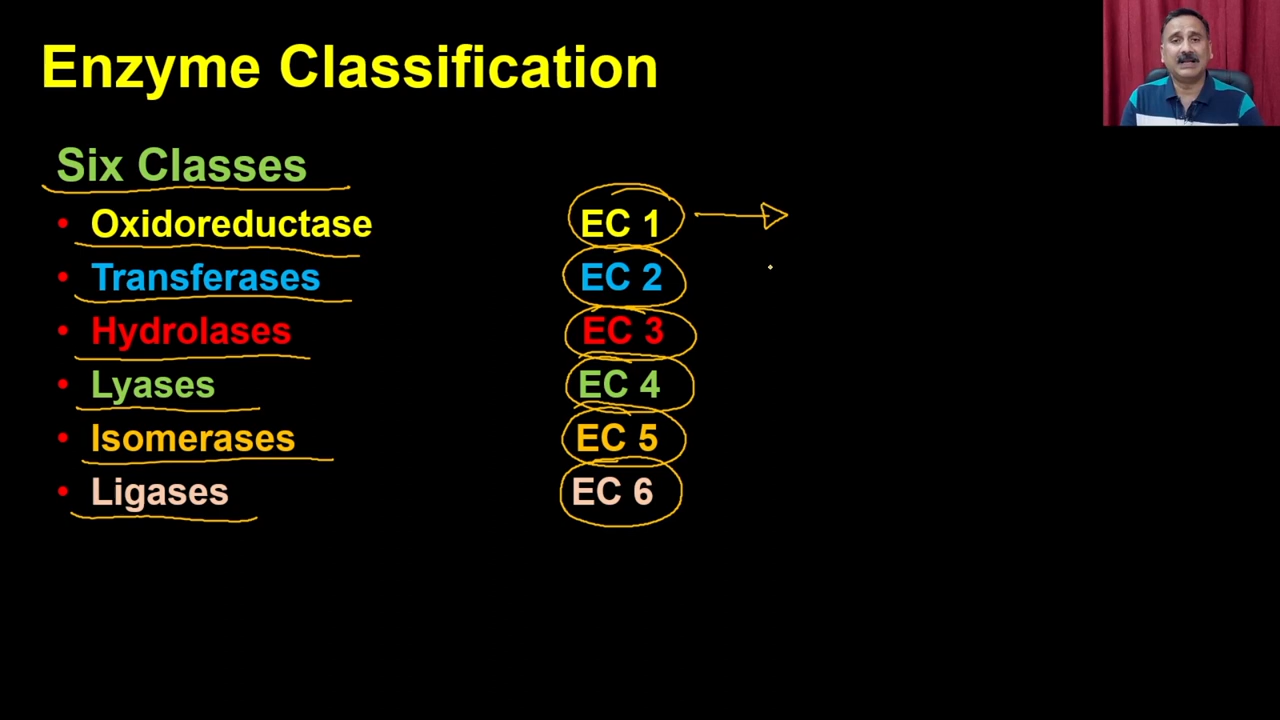 Enzyme Classification
Six Classes
• Oxidoreductase EC 1
• Transferases EC 2
• Hydrolases EC 3
• Lyases EC 4
• Isomerases EC 5
• Ligases EC 6